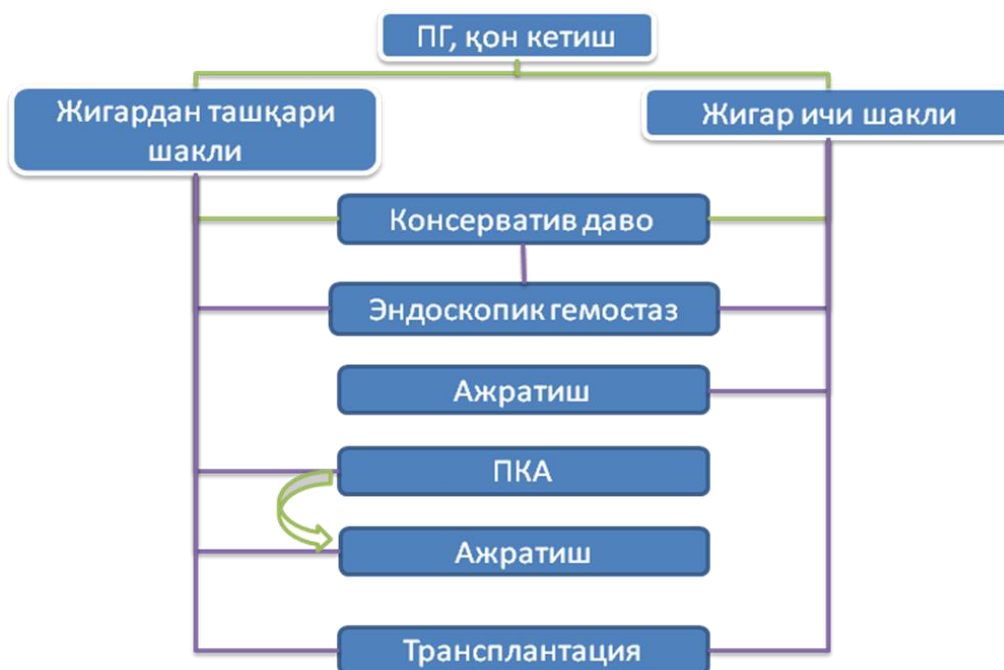 ПГ, қон кетиш
Жигардан ташқари
шакли
Жигар ичи шакли
Консерватив даво
Эндоскопик гемостаз
Ажратиш
ПКА
Ажратиш
Трансплантация